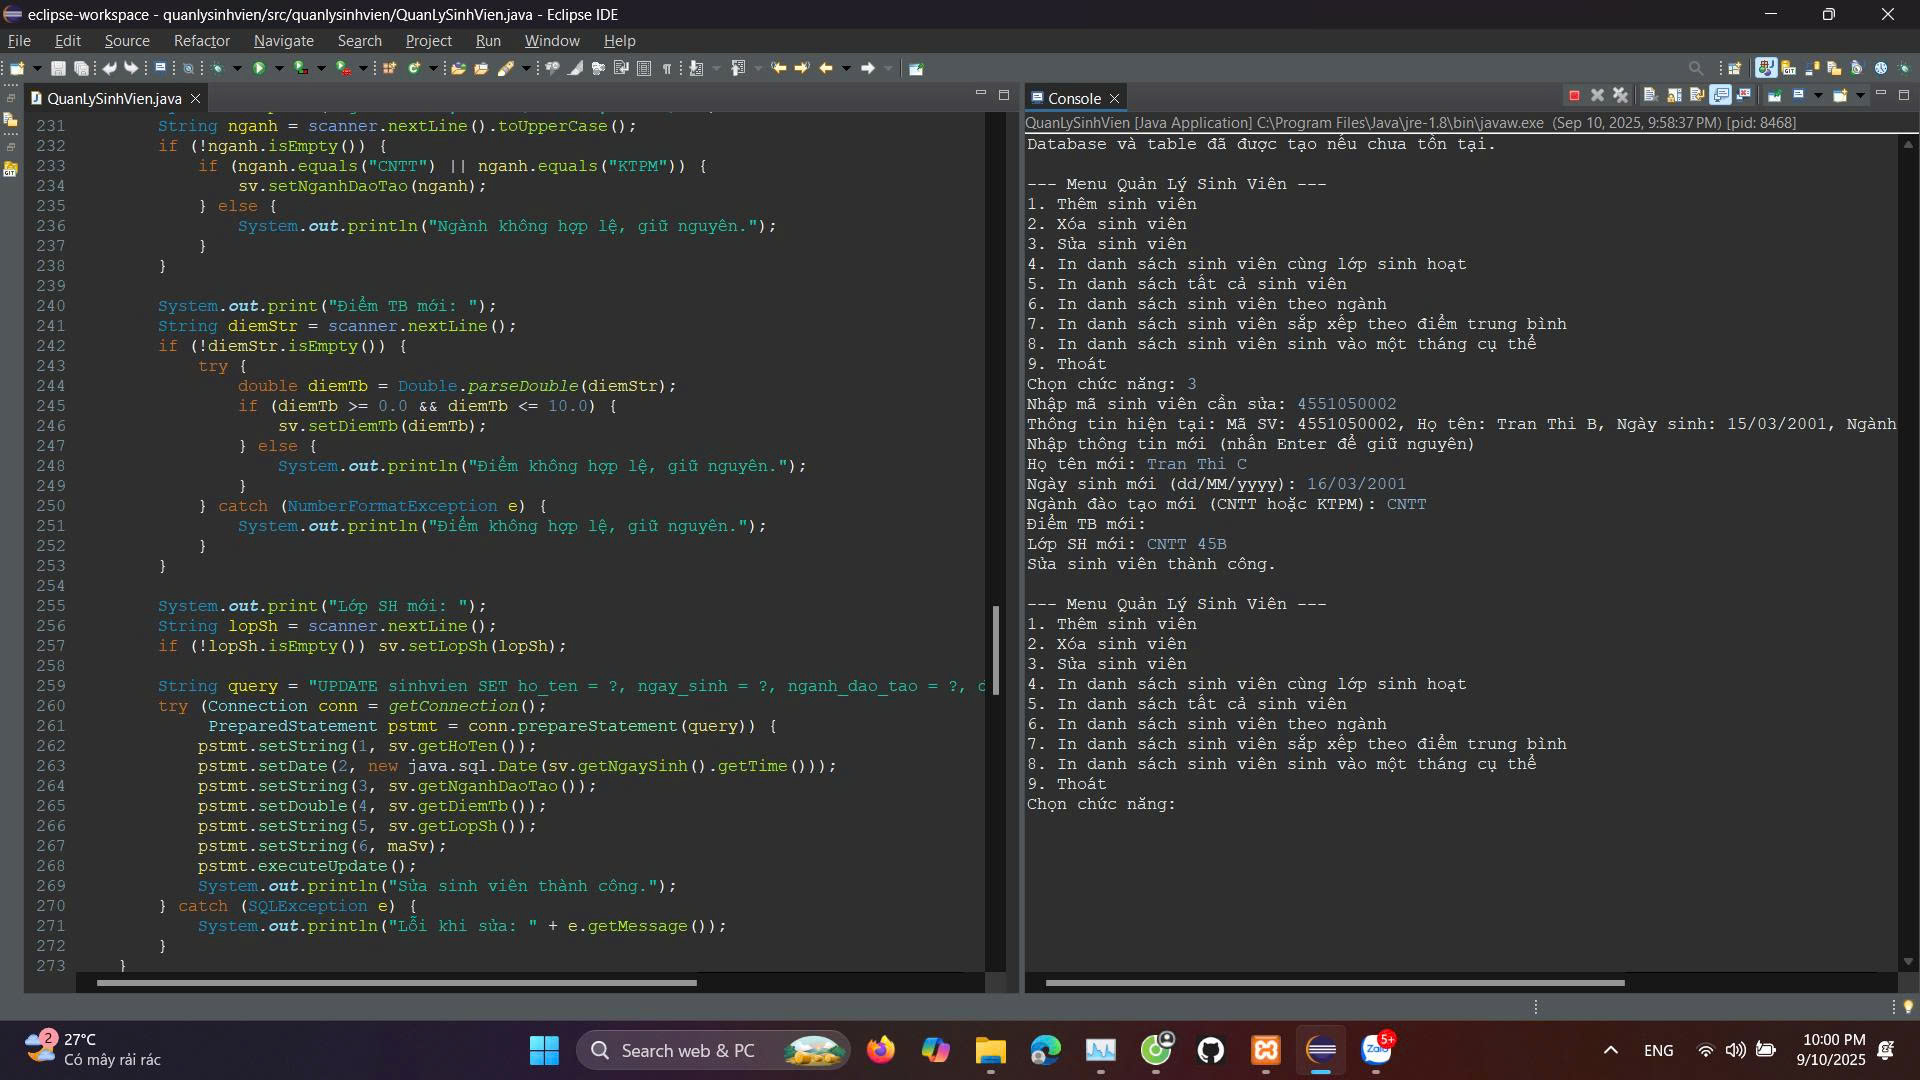 eclipse-workspace - quanlysinhvien/src/quanlysinhvien/QuanLySinhVien.java - Eclipse IDE
File Edit Source Refactor Navigate Search Project Run Window Help
QuanLySinhVien.java
231 String nganh = scanner.nextLine().toUpperCase();
232 if (!nganh.isEmpty()) {
233 if (nganh.equals("CNTT") || nganh.equals("KTPM")) {
234 sv.setNganhDaoTao(nganh);
235 } else {
236 System.out.println("Ngành không hợp lệ, giữ nguyên.");
237 }
238 }
239
240 System.out.print("Điểm TB mới: ");
241 String diemStr = scanner.nextLine();
242 if (!diemStr.isEmpty()) {
243 try {
244 double diemTb = Double.parseDouble(diemStr);
245 if (diemTb >= 0.0 && diemTb <= 10.0) {
246 sv.setDiemTb(diemTb);
247 } else {
248 System.out.println("Điểm không hợp lệ, giữ nguyên.");
249 }
250 } catch (NumberFormatException e) {
251 System.out.println("Điểm không hợp lệ, giữ nguyên.");
252 }
253 }
254
255 System.out.print("Lớp SH mới: ");
256 String lopSh = scanner.nextLine();
257 if (!lopSh.isEmpty()) sv.setLopSh(lopSh);
258
259 String query = "UPDATE sinhvien SET ho_ten = ?, ngay_sinh = ?, nganh_dao_tao = ?, d
260 try (Connection conn = getConnection();
261 PreparedStatement pstmt = conn.prepareStatement(query)) {
262 pstmt.setString(1, sv.getHoTen());
263 pstmt.setDate(2, new java.sql.Date(sv.getNgaySinh().getTime()));
264 pstmt.setString(3, sv.getNganhDaoTao());
265 pstmt.setDouble(4, sv.getDiemTb());
266 pstmt.setString(5, sv.getLopSh());
267 pstmt.setString(6, maSv);
268 pstmt.executeUpdate();
269 System.out.println("Sửa sinh viên thành công.");
270 } catch (SQLException e) {
271 System.out.println("Lỗi khi sửa: " + e.getMessage());
272 }
273 }
Console
QuanLySinhVien [Java Application] C:\Program Files\Java\jre-1.8\bin\javaw.exe (Sep 10, 2025, 9:58:37 PM) [pid: 8468]
Database và table đã được tạo nếu chưa tồn tại.
--- Menu Quản Lý Sinh Viên ---
1. Thêm sinh viên
2. Xóa sinh viên
3. Sửa sinh viên
4. In danh sách sinh viên cùng lớp sinh hoạt
5. In danh sách tất cả sinh viên
6. In danh sách sinh viên theo ngành
7. In danh sách sinh viên sắp xếp theo điểm trung bình
8. In danh sách sinh viên sinh vào một tháng cụ thể
9. Thoát
Chọn chức năng: 3
Nhập mã sinh viên cần sửa: 4551050002
Thông tin hiện tại: Mã SV: 4551050002, Họ tên: Tran Thi B, Ngày sinh: 15/03/2001, Ngành
Nhập thông tin mới (nhấn Enter để giữ nguyên)
Họ tên mới: Tran Thi C
Ngày sinh mới (dd/MM/yyyy): 16/03/2001
Ngành đào tạo mới (CNTT hoặc KTPM): CNTT
Điểm TB mới:
Lớp SH mới: CNTT 45B
Sửa sinh viên thành công.
--- Menu Quản Lý Sinh Viên ---
1. Thêm sinh viên
2. Xóa sinh viên
3. Sửa sinh viên
4. In danh sách sinh viên cùng lớp sinh hoạt
5. In danh sách tất cả sinh viên
6. In danh sách sinh viên theo ngành
7. In danh sách sinh viên sắp xếp theo điểm trung bình
8. In danh sách sinh viên sinh vào một tháng cụ thể
9. Thoát
Chọn chức năng:
2
27°C
Có mây rải rác
Search web & PC
Zalo
5+
ENG
10:00 PM
9/10/2025